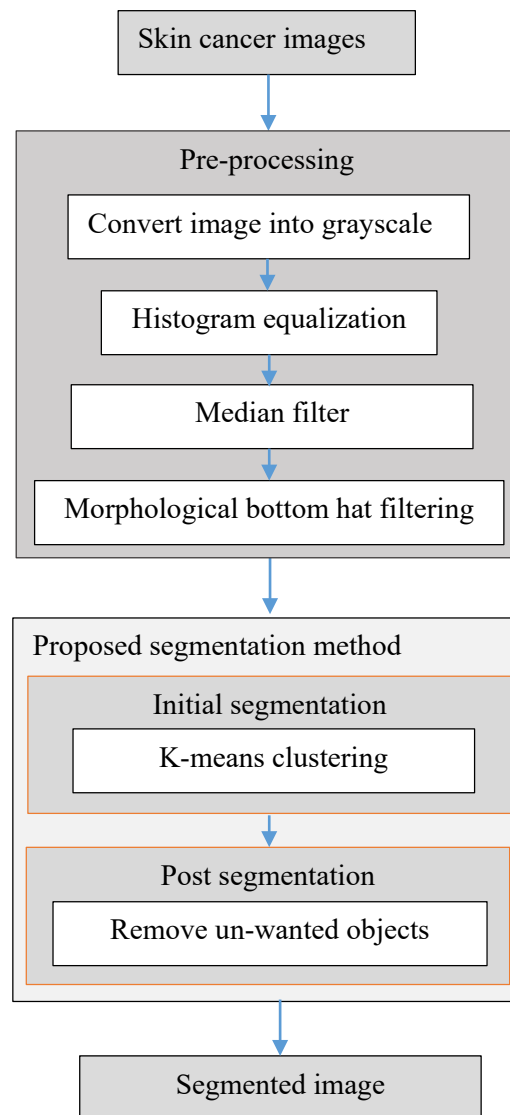 Skin cancer images
Pre-processing
Convert image into grayscale
Histogram equalization
Median filter
Morphological bottom hat filtering
Proposed segmentation method
Initial segmentation
K-means clustering
Post segmentation
Remove un-wanted objects
Segmented image